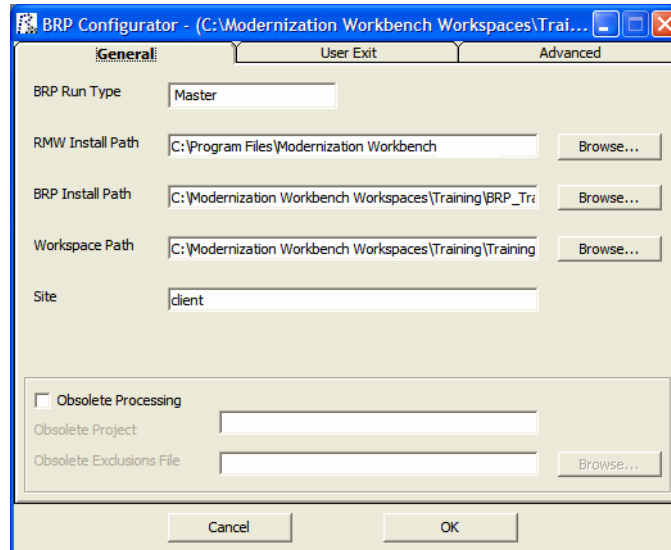 BRP Configurator - (C:\Modernization Workbench Workspaces\Trai...
General User Exit Advanced
BRP Run Type Master
RMW Install Path C:\Program Files\Modernization Workbench Browse...
BRP Install Path C:\Modernization Workbench Workspaces\Training\BRP_Tra Browse...
Workspace Path C:\Modernization Workbench Workspaces\Training\Training Browse...
Site client
Obsolete Processing
Obsolete Project
Obsolete Exclusions File Browse...
Cancel OK